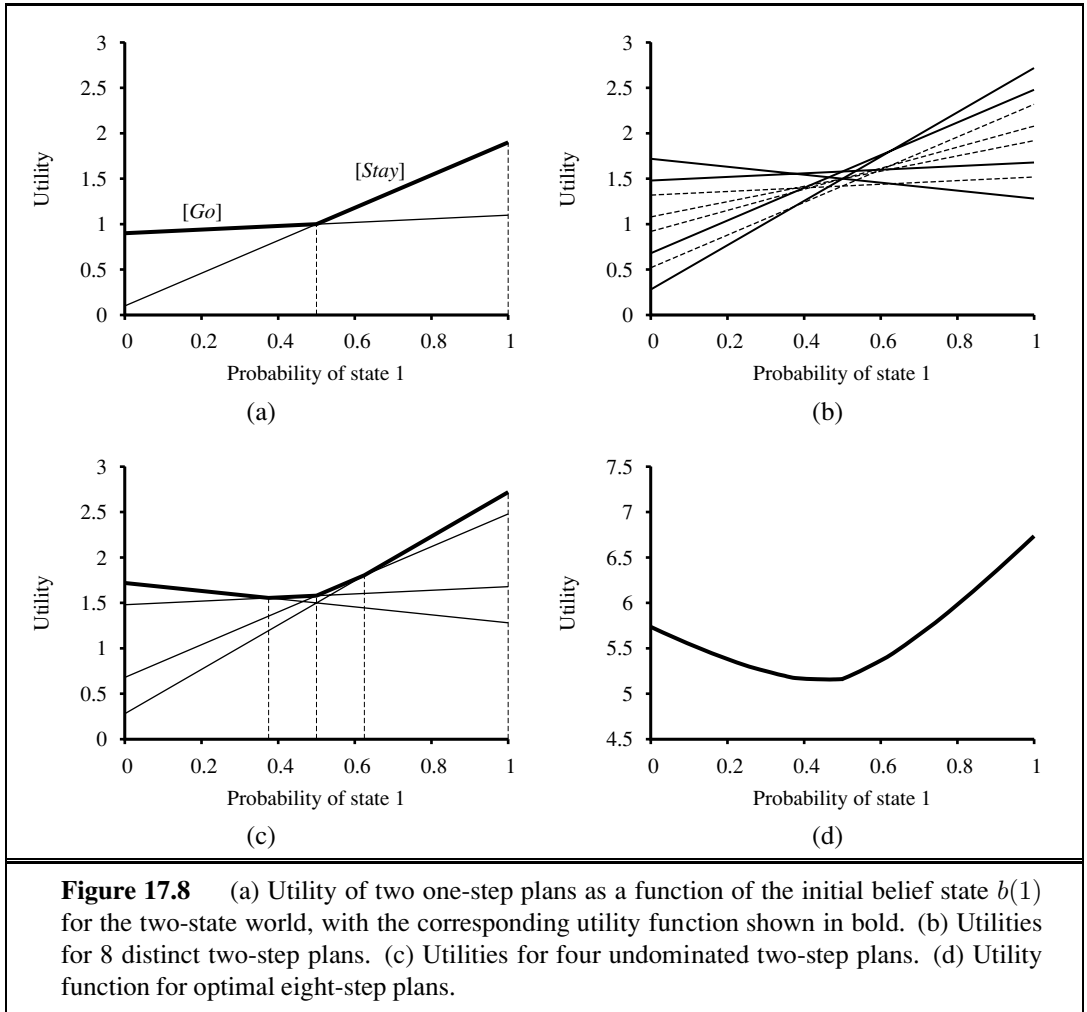 3
2.5
2
1.5
1
0.5
0
Utility
[Go]
[Stay]
0 0.2 0.4 0.6 0.8 1
Probability of state 1
(a)
3
2.5
2
1.5
1
0.5
0
Utility
0 0.2 0.4 0.6 0.8 1
Probability of state 1
(b)
3
2.5
2
1.5
1
0.5
0
Utility
0 0.2 0.4 0.6 0.8 1
Probability of state 1
(c)
7.5
7
6.5
6
5.5
5
4.5
Utility
0 0.2 0.4 0.6 0.8 1
Probability of state 1
(d)
Figure 17.8 (a) Utility of two one-step plans as a function of the initial belief state b(1)
for the two-state world, with the corresponding utility function shown in bold. (b) Utilities
for 8 distinct two-step plans. (c) Utilities for four undominated two-step plans. (d) Utility
function for optimal eight-step plans.